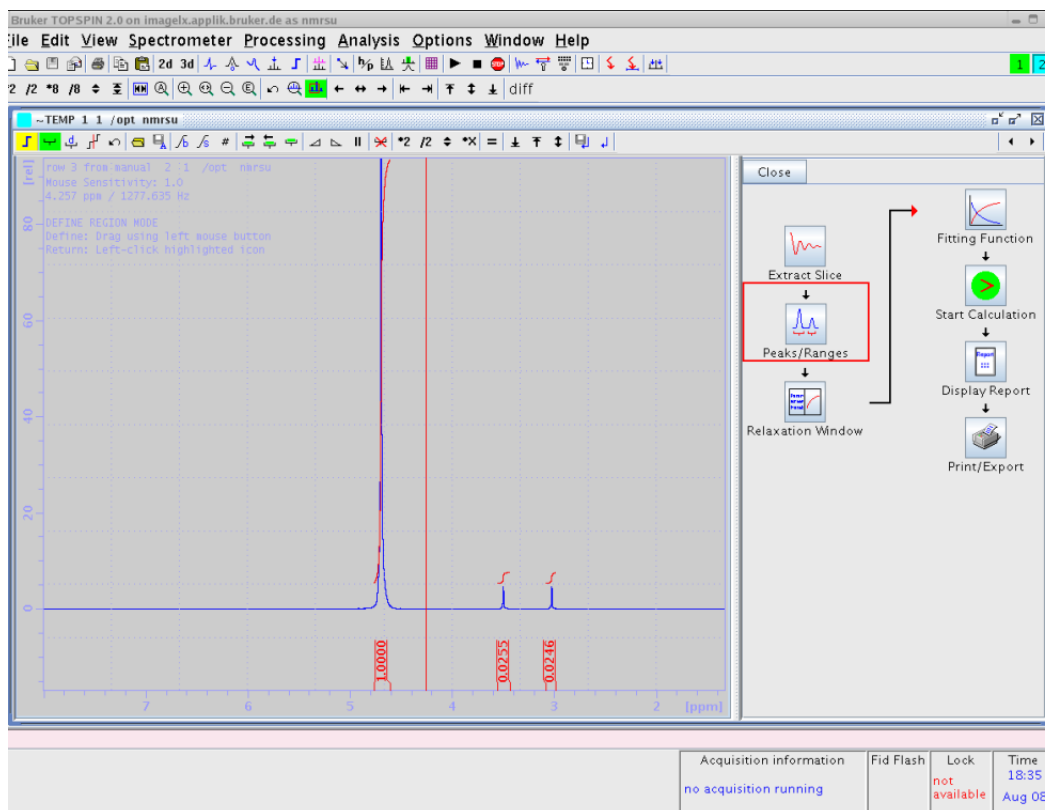 Bruker TOPSPIN 2.0 on imagelx.applik.bruker.de as nmrsu
File Edit View Spectrometer Processing Analysis Options Window Help
2d 3d
*2 /2 *8 /8 diff
~TEMP 1 1 /opt nmrsu
*2 /2 *X =
row 3 from manual 2 1 /opt nmrsu
Mouse Sensitivity: 1.0
4.257 ppm / 1277.635 Hz
DEFINE REGION MODE
Define: Drag using left mouse button
Return: Left-click highlighted icon
[rel]
80
60
40
20
0
1.0000 0.0255 0.0246
7 6 5 4 3 2 [ppm]
Close
Extract Slice
Peaks/Ranges
Relaxation Window
Fitting Function
Start Calculation
Report
Display Report
Print/Export
1 2
Acquisition information
no acquisition running
Fid Flash
Lock
not
available
Time
18:35
Aug 08